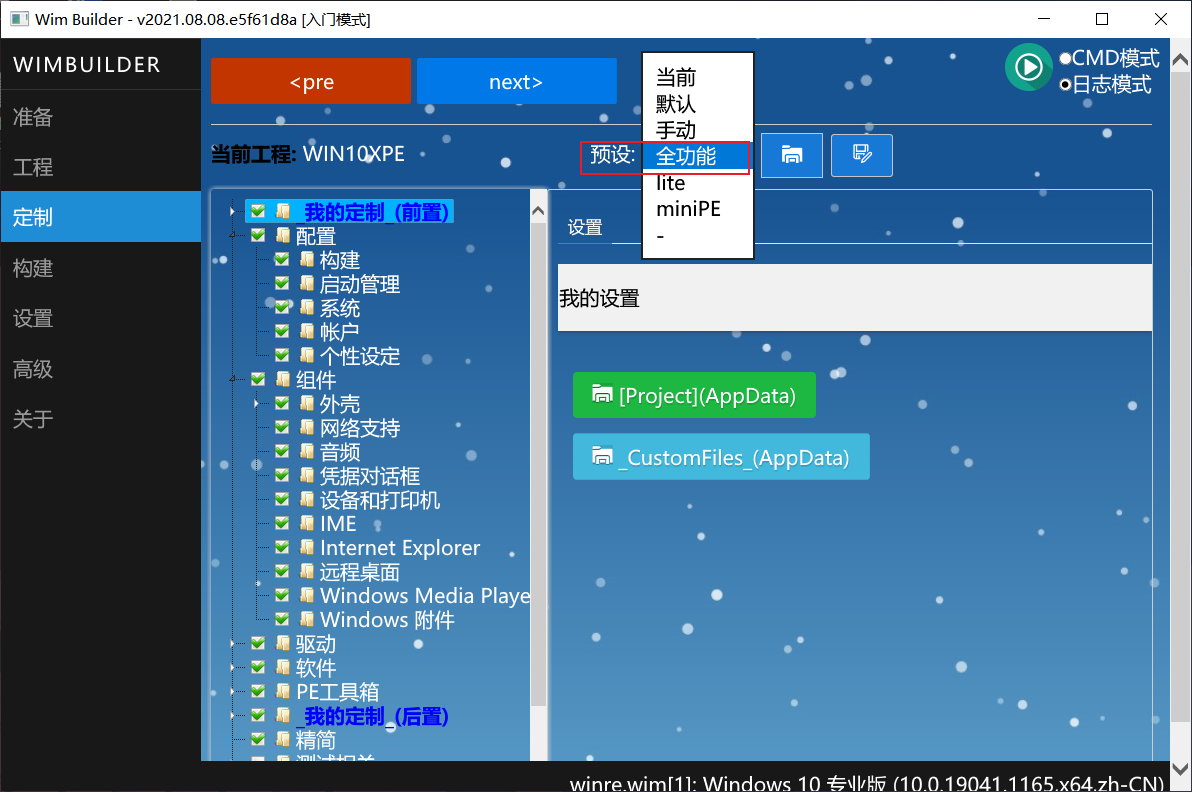 Wim Builder - v2021.08.08.e5f61d8a [入门模式]
WIMBUILDER
准备
工程
定制
构建
设置
高级
关于
<pre
next>
CMD模式
日志模式
当前工程: WIN10XPE
预设:
当前
默认
手动
全功能
lite
miniPE
-
_我的定制_(前置)
配置
构建
启动管理
系统
帐户
个性设定
组件
外壳
网络支持
音频
凭据对话框
设备和打印机
IME
Internet Explorer
远程桌面
Windows Media Playe
Windows 附件
驱动
软件
PE工具箱
_我的定制_(后置)
精简
测试相关
设置
我的设置
[Project](AppData)
_CustomFiles_(AppData)
winre.wim[1]: Windows 10 专业版 (10.0.19041.1165,x64,zh-CN)